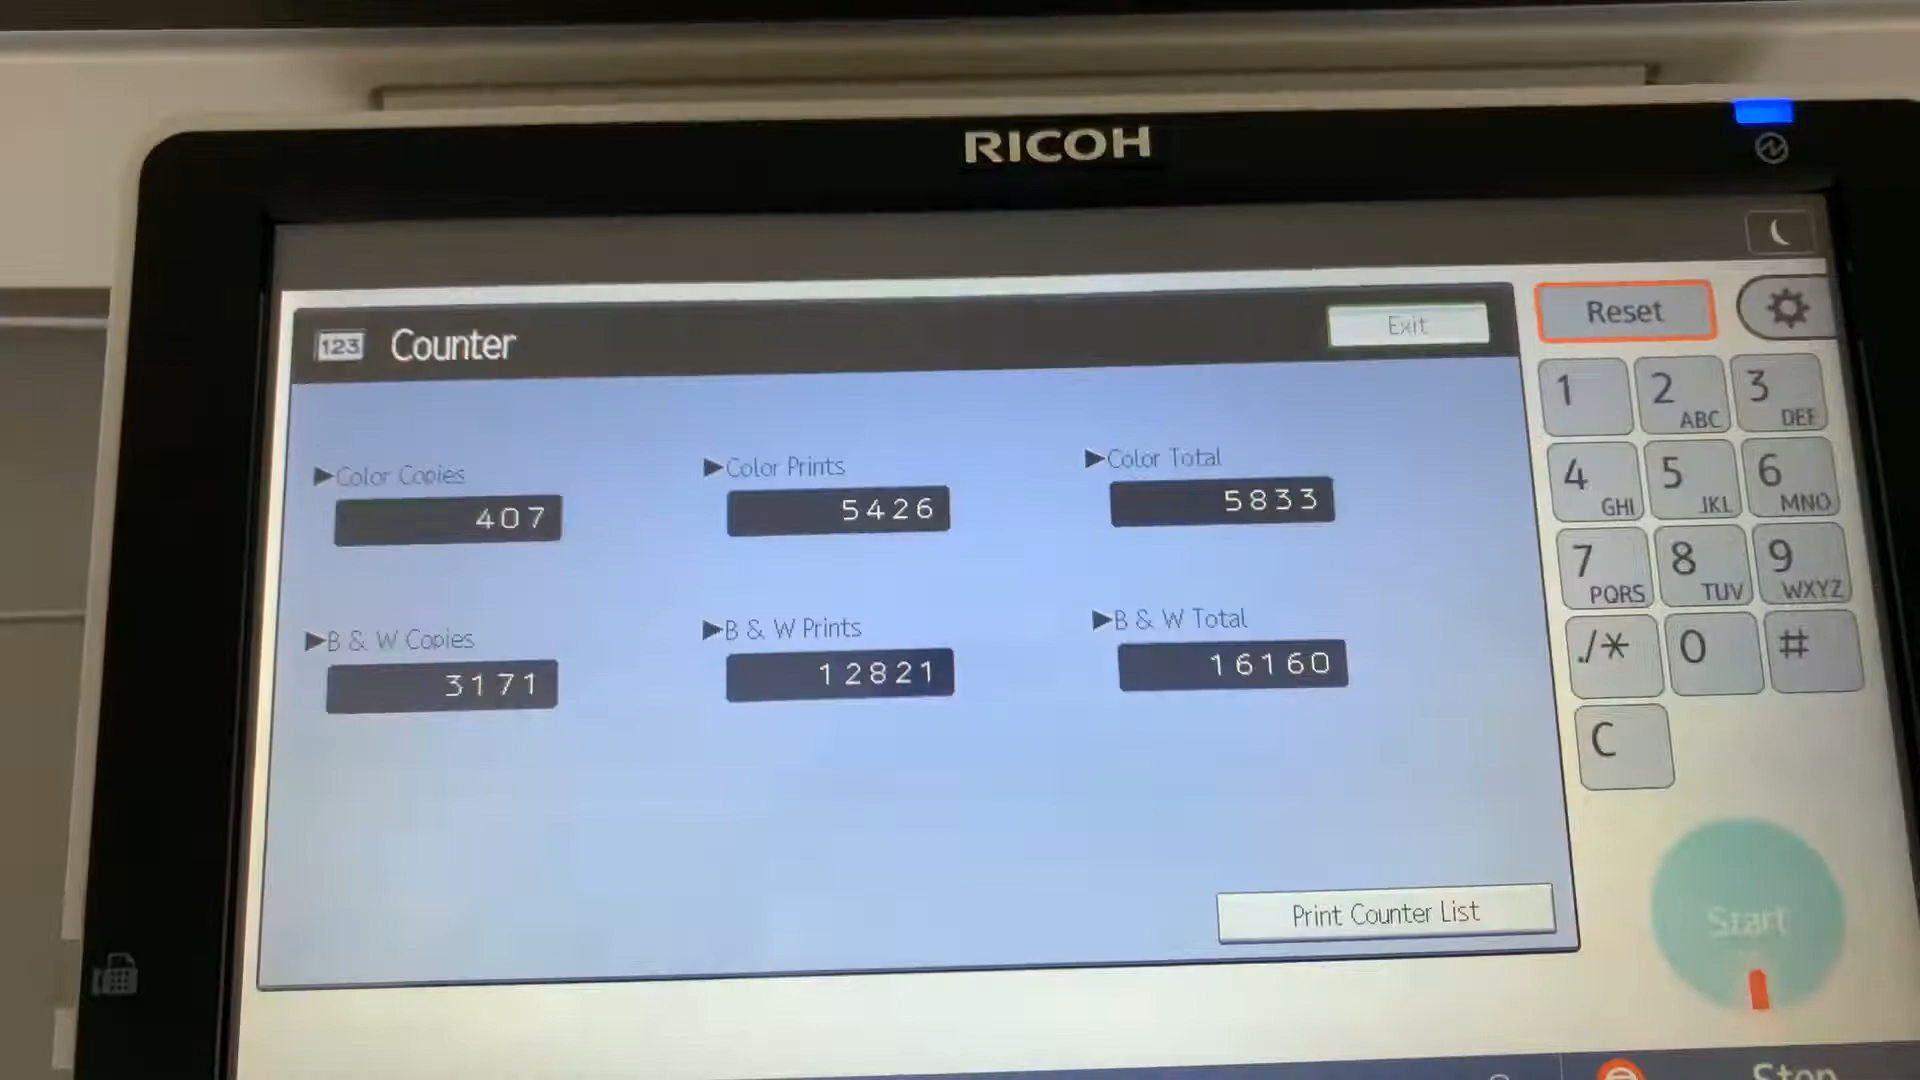 RICOH
123 Counter
Exit
Reset
Color Copies
407
Color Prints
5426
Color Total
5833
B & W Copies
3171
B & W Prints
12821
B & W Total
16160
Print Counter List
1
2 ABC
3 DEF
4 GHI
5 JKL
6 MNO
7 PQRS
8 TUV
9 WXYZ
./*
0
#
C
Start
Stop